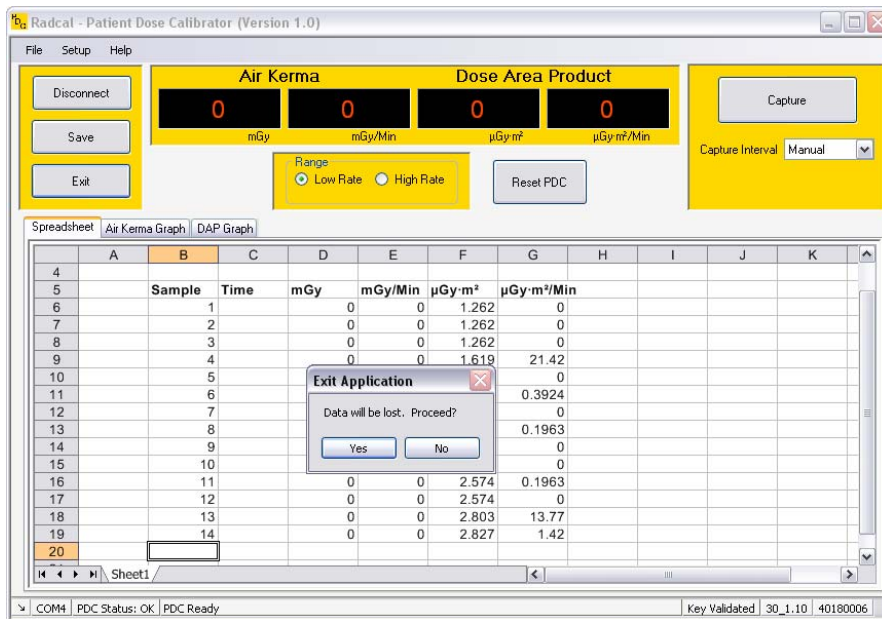 Radcal - Patient Dose Calibrator (Version 1.0)
File Setup Help
Disconnect
Save
Exit
Air Kerma Dose Area Product
0 0 0 0
mGy mGy/Min µGy·m² µGy·m²/Min
Range
Low Rate High Rate
Reset PDC
Capture
Capture Interval Manual
Spreadsheet Air Kerma Graph DAP Graph
A B C D E F G H I J K
4
5 Sample Time mGy mGy/Min µGy·m² µGy·m²/Min
6 1 0 0 1.262 0
7 2 0 0 1.262 0
8 3 0 0 1.262 0
9 4 0 0 1.619 21.42
10 5 0
11 6 0.3924
12 7 0
13 8 0.1963
14 9 0
15 10 0
16 11 0 0 2.574 0.1963
17 12 0 0 2.574 0
18 13 0 0 2.803 13.77
19 14 0 0 2.827 1.42
20
Exit Application
Data will be lost. Proceed?
Yes No
Sheet1
COM4 PDC Status: OK PDC Ready Key Validated 30_1.10 40180006